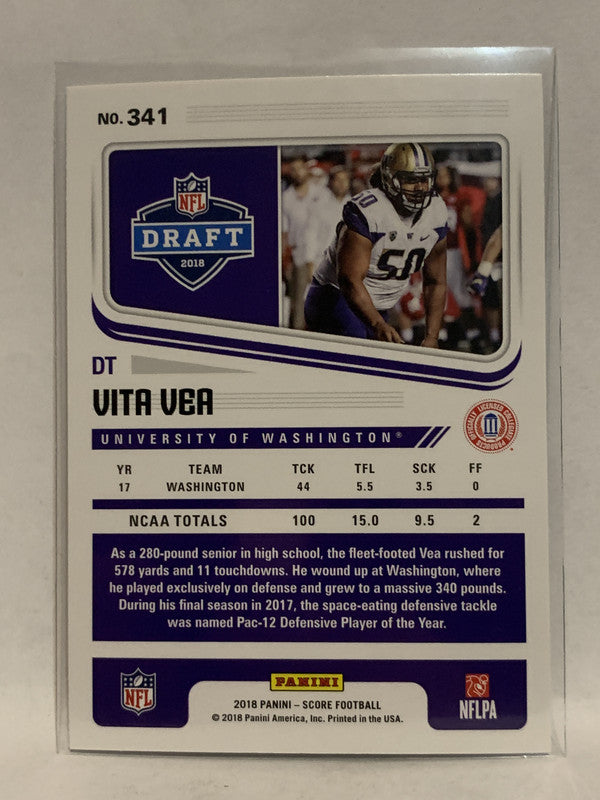 NO. 341
NFL
DRAFT
2018
50
DT
VITA VEA
UNIVERSITY OF WASHINGTON®
OFFICIALLY LICENSED COLLEGIATE PRODUCTS
YR TEAM TCK TFL SCK FF
17 WASHINGTON 44 5.5 3.5 0
NCAA TOTALS 100 15.0 9.5 2
As a 280-pound senior in high school, the fleet-footed Vea rushed for
578 yards and 11 touchdowns. He wound up at Washington, where
he played exclusively on defense and grew to a massive 340 pounds.
During his final season in 2017, the space-eating defensive tackle
was named Pac-12 Defensive Player of the Year.
NFL
PANINI
2018 PANINI – SCORE FOOTBALL
© 2018 Panini America, Inc. Printed in the USA.
NFLPA